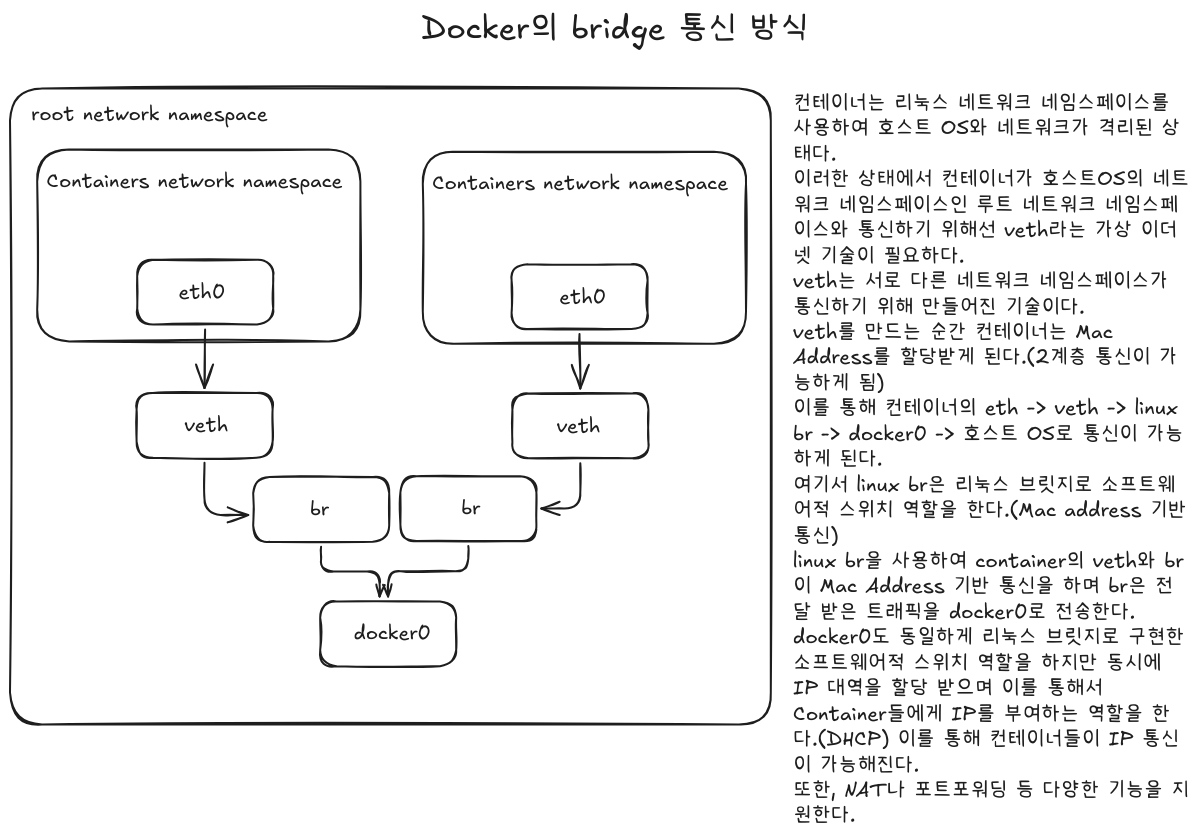 Docker의 bridge 통신 방식
root network namespace
Containers network namespace
Containers network namespace
eth0
eth0
veth
veth
br
br
docker0
컨테이너는 리눅스 네트워크 네임스페이스를
사용하여 호스트 OS와 네트워크가 격리된 상
태다.
이러한 상태에서 컨테이너가 호스트OS의 네트
워크 네임스페이스인 루트 네트워크 네임스페
이스와 통신하기 위해선 veth라는 가상 이더
넷 기술이 필요하다.
veth는 서로 다른 네트워크 네임스페이스가
통신하기 위해 만들어진 기술이다.
veth를 만드는 순간 컨테이너는 Mac
Address를 할당받게 된다.(2계층 통신이 가
능하게 됨)
이를 통해 컨테이너의 eth -> veth -> linux
br -> docker0 -> 호스트 OS로 통신이 가능
하게 된다.
여기서 linux br은 리눅스 브릿지로 소프트웨
어적 스위치 역할을 한다.(Mac address 기반
통신)
linux br을 사용하여 container의 veth와 br
이 Mac Address 기반 통신을 하며 br은 전
달 받은 트래픽을 docker0로 전송한다.
docker0도 동일하게 리눅스 브릿지로 구현한
소프트웨어적 스위치 역할을 하지만 동시에
IP 대역을 할당 받으며 이를 통해서
Container들에게 IP를 부여하는 역할을 한
다.(DHCP) 이를 통해 컨테이너들이 IP 통신
이 가능해진다.
또한, NAT나 포트포워딩 등 다양한 기능을 지
원한다.